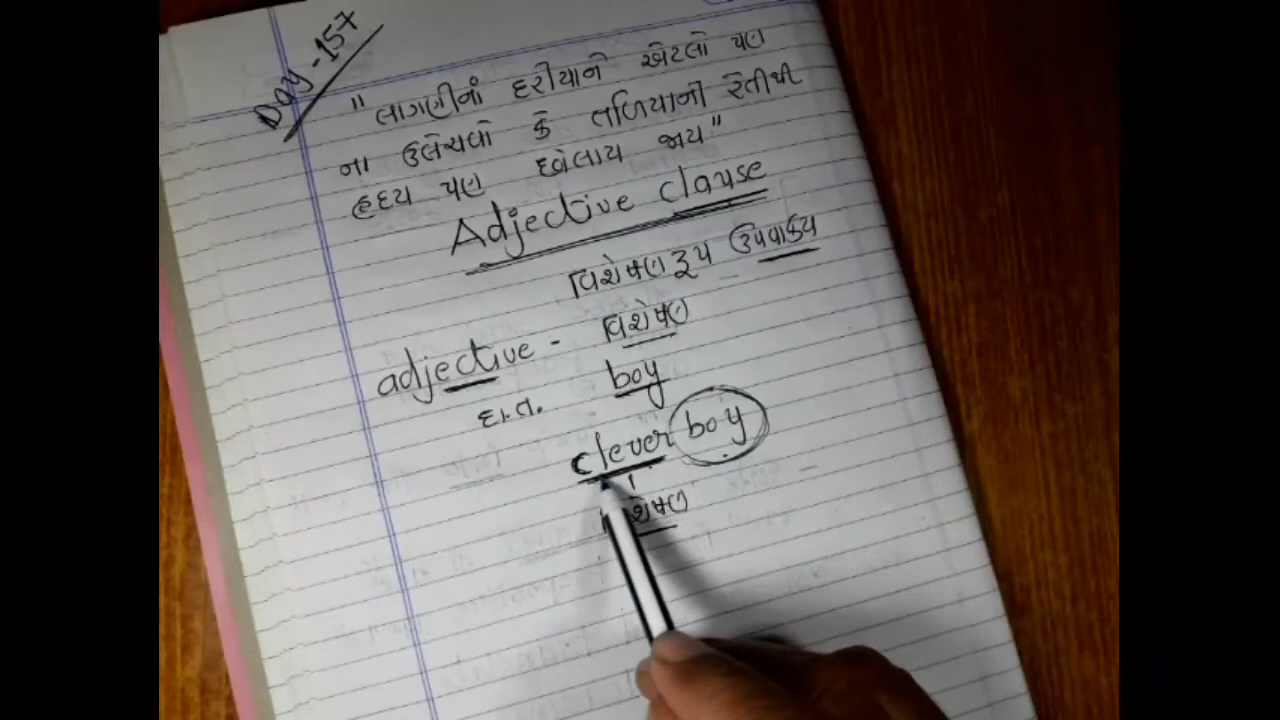 Day-157
" લાગણીનાં દરીયાને એટલો પણ
ના ઉલેચવો કે તળિયાની રેતીથી
હૃદય પણ છોલાય જાય"
Adjective clause
વિશેષણ રૂપ ઉપવાક્ય
adjective - વિશેષણ
દા.ત. boy
clever boy